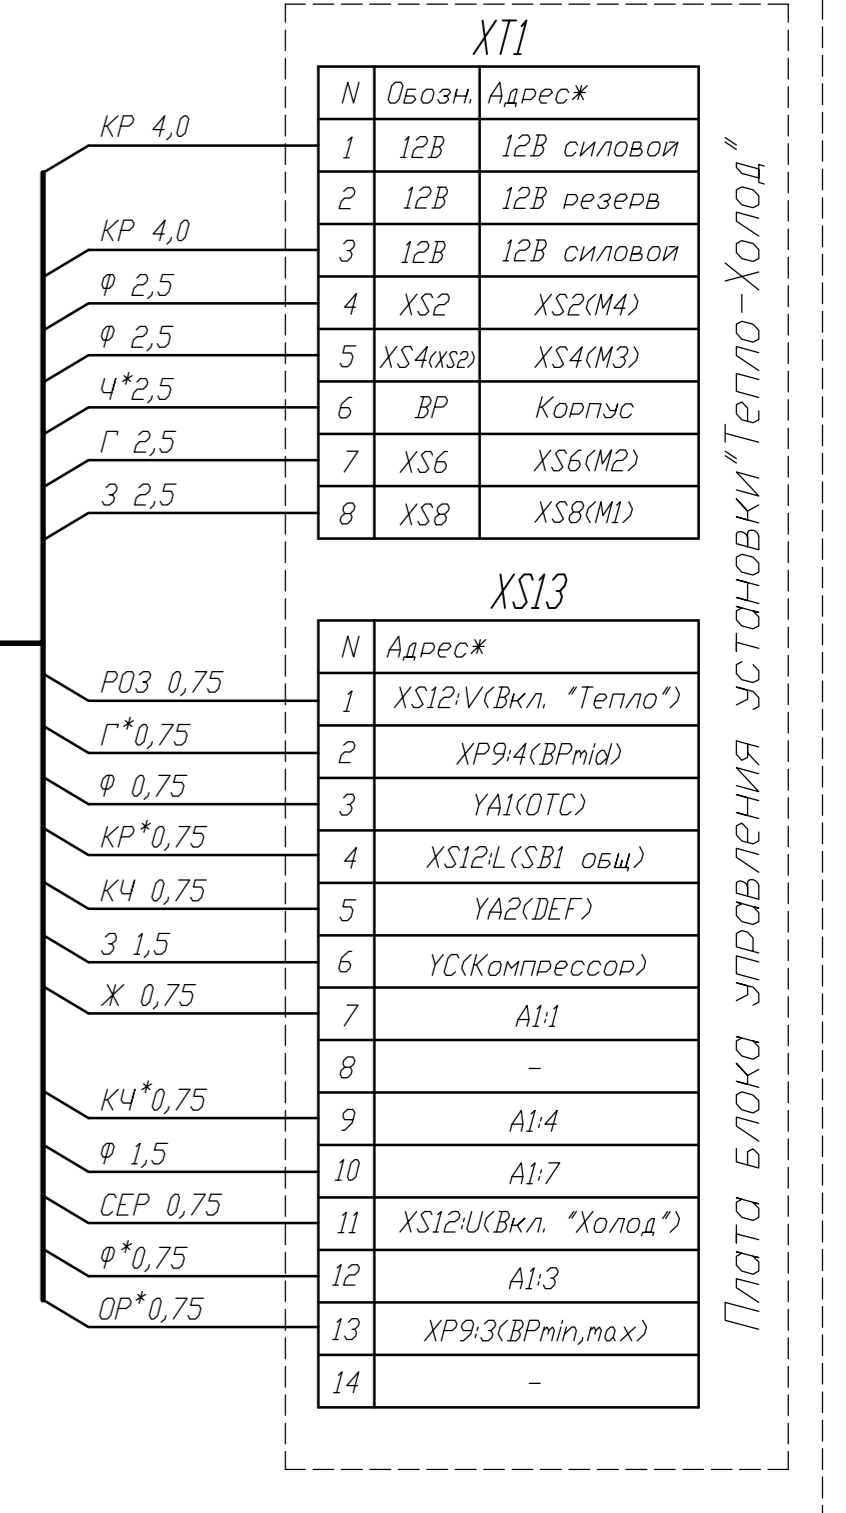 XT1
N Обозн. Адрес*
КР 4,0 1 12В 12В силовой
2 12В 12В резерв
КР 4,0 3 12В 12В силовой
Ф 2,5 4 XS2 XS2(M4)
Ф 2,5 5 XS4(XS2) XS4(M3)
Ч*2,5 6 ВР Корпус
Г 2,5 7 XS6 XS6(M2)
З 2,5 8 XS8 XS8(M1)
XS13
N Адрес*
РОЗ 0,75 1 XS12:V(Вкл. "Тепло")
Г*0,75 2 XP9:4(BPmid)
Ф 0,75 3 YA1(OTC)
КР*0,75 4 XS12:L(SB1 общ)
КЧ 0,75 5 YA2(DEF)
З 1,5 6 YC(Компрессор)
Ж 0,75 7 A1:1
8 -
КЧ*0,75 9 A1:4
Ф 1,5 10 A1:7
СЕР 0,75 11 XS12:U(Вкл. "Холод")
Ф*0,75 12 A1:3
ОР*0,75 13 XP9:3(BPmin,max)
14 -
Плата блока управления установки"Тепло-Холод"